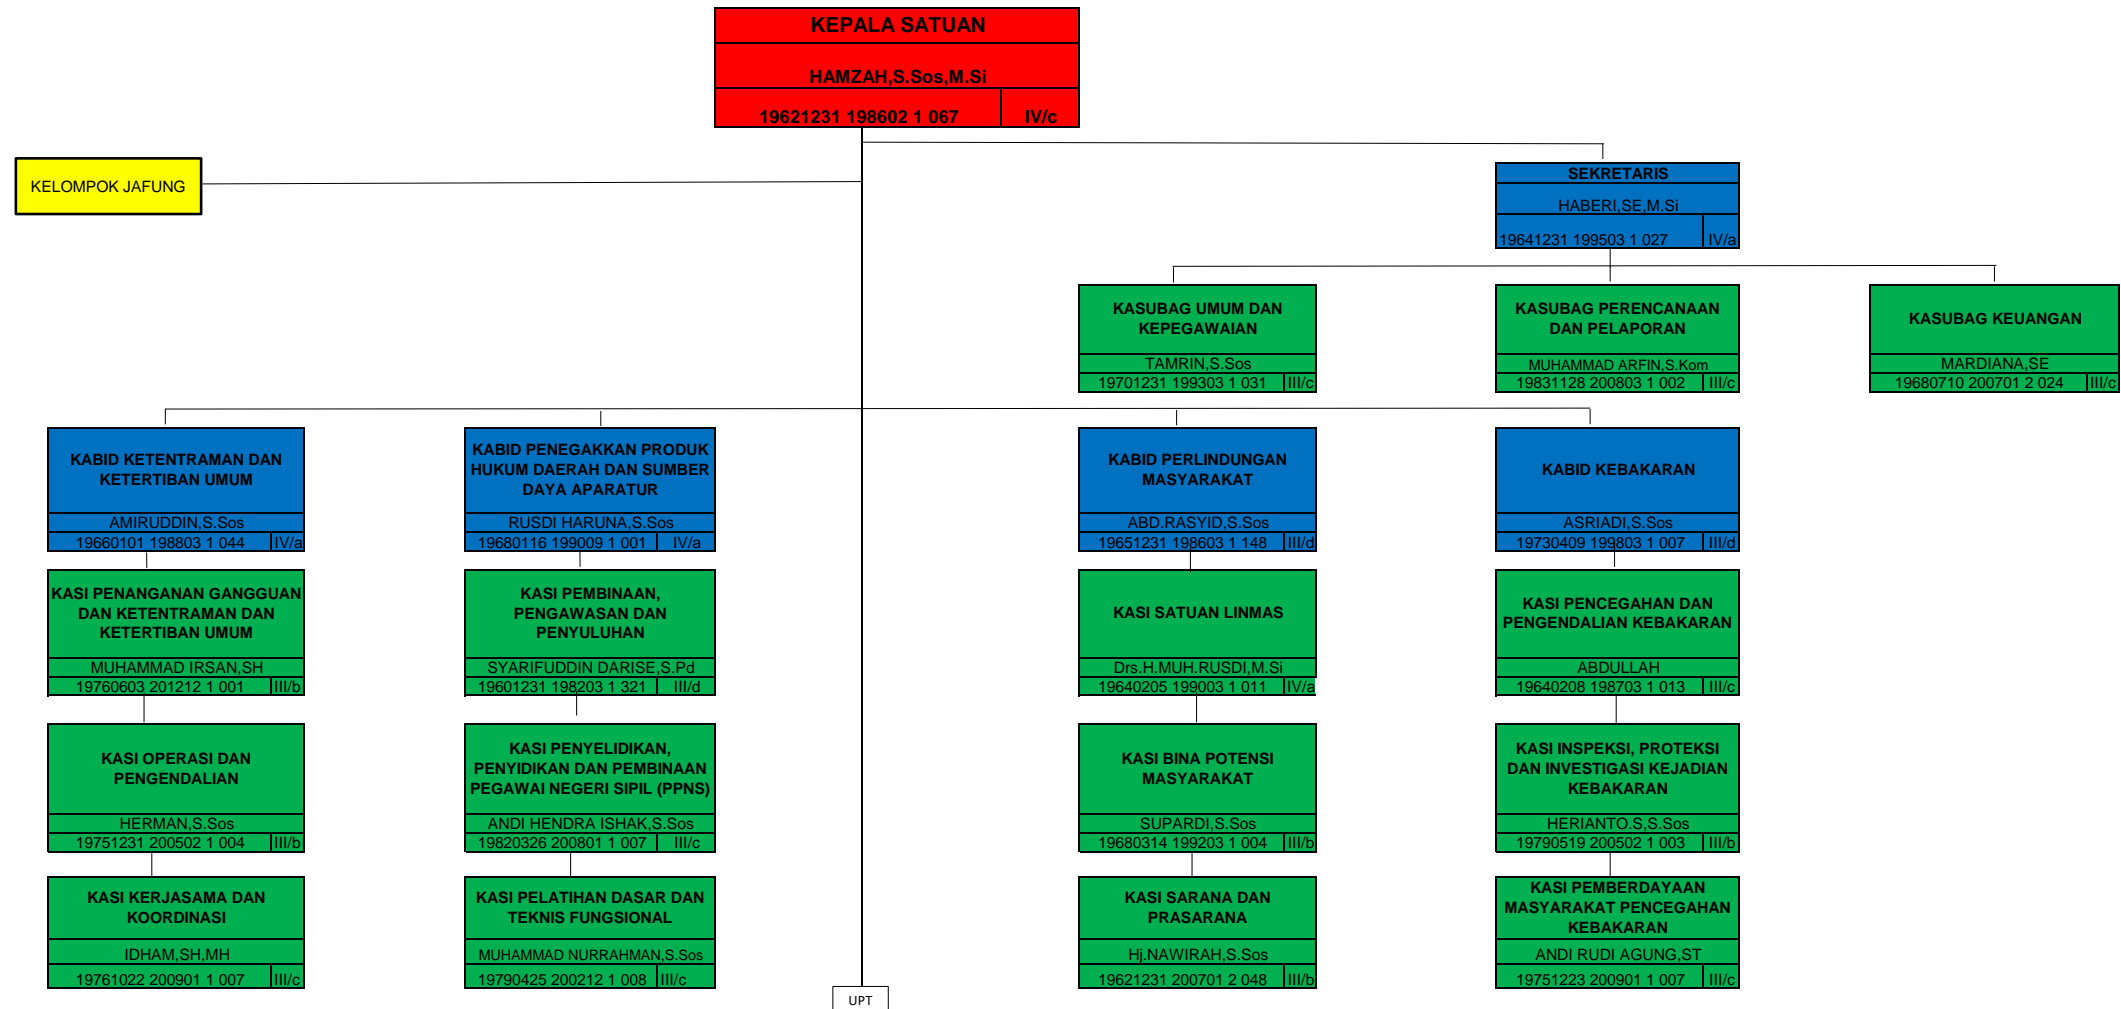 KEPALA SATUAN
HAMZAH,S.Sos,M.Si
19621231 198602 1 067 IV/c
KELOMPOK JAFUNG
SEKRETARIS
HABERI,SE,M.Si
19641231 199503 1 027 IV/a
KASUBAG UMUM DAN
KEPEGAWAIAN
TAMRIN,S.Sos
19701231 199303 1 031 III/c
KASUBAG PERENCANAAN
DAN PELAPORAN
MUHAMMAD ARFIN,S.Kom
19831128 200803 1 002 III/c
KASUBAG KEUANGAN
MARDIANA,SE
19680710 200701 2 024 III/c
KABID KETENTRAMAN DAN
KETERTIBAN UMUM
AMIRUDDIN,S.Sos
19660101 198803 1 044 IV/a
KABID PENEGAKKAN PRODUK
HUKUM DAERAH DAN SUMBER
DAYA APARATUR
RUSDI HARUNA,S.Sos
19680116 199009 1 001 IV/a
KABID PERLINDUNGAN
MASYARAKAT
ABD.RASYID,S.Sos
19651231 198603 1 148 III/d
KABID KEBAKARAN
ASRIADI,S.Sos
19730409 199803 1 007 III/d
KASI PENANGANAN GANGGUAN
DAN KETENTRAMAN DAN
KETERTIBAN UMUM
MUHAMMAD IRSAN,SH
19760603 201212 1 001 III/b
KASI PEMBINAAN,
PENGAWASAN DAN
PENYULUHAN
SYARIFUDDIN DARISE,S.Pd
19601231 198203 1 321 III/d
KASI SATUAN LINMAS
Drs.H.MUH.RUSDI,M.Si
19640205 199003 1 011 IV/a
KASI PENCEGAHAN DAN
PENGENDALIAN KEBAKARAN
ABDULLAH
19640208 198703 1 013 III/c
KASI OPERASI DAN
PENGENDALIAN
HERMAN,S.Sos
19751231 200502 1 004 III/b
KASI PENYELIDIKAN,
PENYIDIKAN DAN PEMBINAAN
PEGAWAI NEGERI SIPIL (PPNS)
ANDI HENDRA ISHAK,S.Sos
19820326 200801 1 007 III/c
KASI BINA POTENSI
MASYARAKAT
SUPARDI,S.Sos
19680314 199203 1 004 III/b
KASI INSPEKSI, PROTEKSI
DAN INVESTIGASI KEJADIAN
KEBAKARAN
HERIANTO.S,S.Sos
19790519 200502 1 003 III/b
KASI KERJASAMA DAN
KOORDINASI
IDHAM,SH,MH
19761022 200901 1 007 III/c
KASI PELATIHAN DASAR DAN
TEKNIS FUNGSIONAL
MUHAMMAD NURRAHMAN,S.Sos
19790425 200212 1 008 III/c
KASI SARANA DAN
PRASARANA
Hj.NAWIRAH,S.Sos
19621231 200701 2 048 III/b
KASI PEMBERDAYAAN
MASYARAKAT PENCEGAHAN
KEBAKARAN
ANDI RUDI AGUNG,ST
19751223 200901 1 007 III/c
UPT